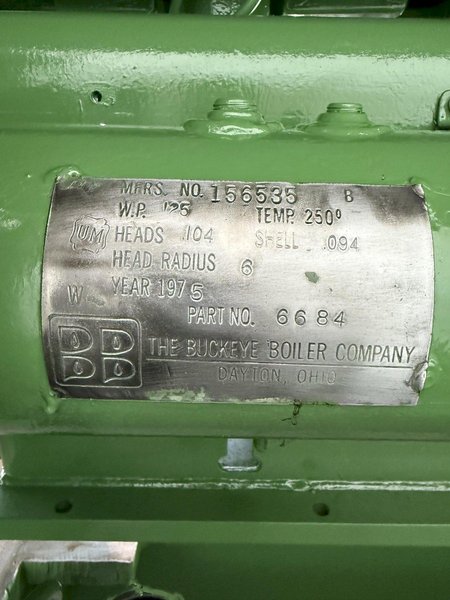 MFRS. NO. 156535 B
W.P. 125 TEMP. 250°
UM HEADS .104 SHELL .094
HEAD RADIUS 6
W YEAR 1975
PART NO. 6684
THE BUCKEYE BOILER COMPANY
DAYTON, OHIO